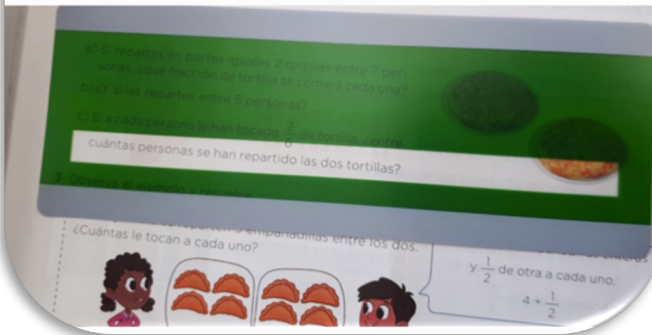 a) Si repartes en partes iguales 2 tortillas entre 7 per-
sonas, ¿qué fracción de tortilla se comerá cada una?
b) ¿Y si las repartes entre 5 personas?
c) Si a cada persona le han tocado 2/6 de tortilla, ¿entre
cuántas personas se han repartido las dos tortillas?
3 Observa el ejemplo y
empanadillas entre los dos.
¿Cuántas le tocan a cada uno?
y 1/2 de otra a cada uno.
4 + 1/2